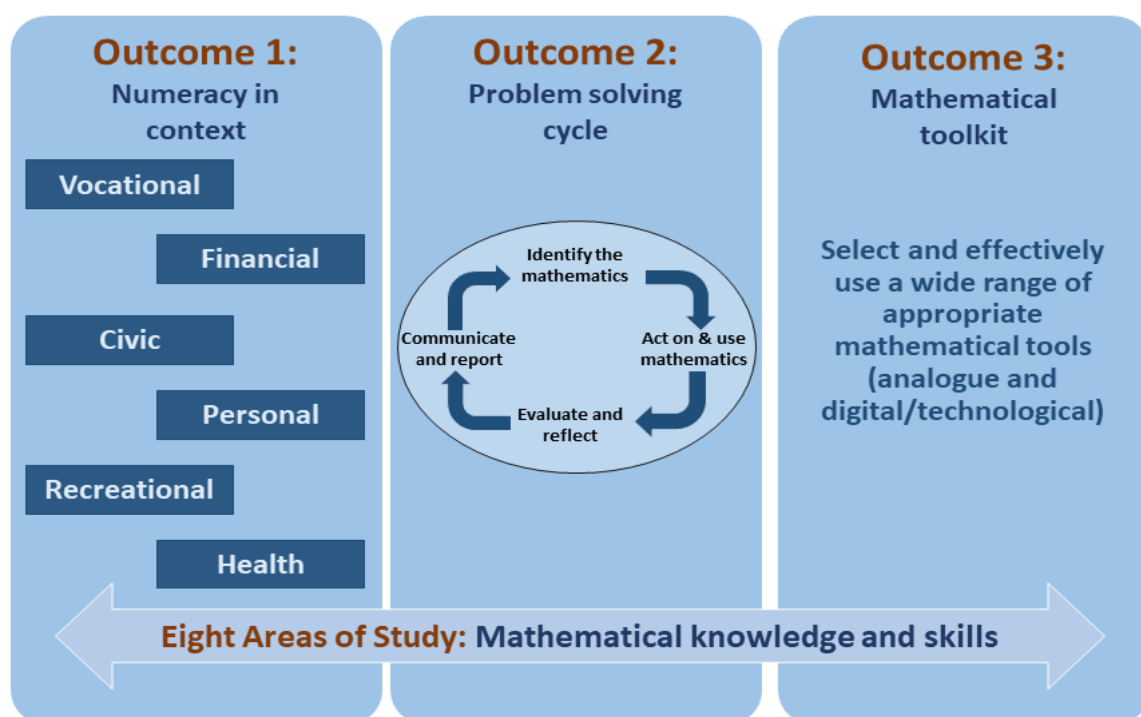 Outcome 1:
Numeracy in
context
Vocational
Financial
Civic
Personal
Recreational
Health
Outcome 2:
Problem solving
cycle
Identify the
mathematics
Act on & use
mathematics
Evaluate and
reflect
Communicate
and report
Outcome 3:
Mathematical
toolkit
Select and effectively
use a wide range of
appropriate
mathematical tools
(analogue and
digital/technological)
Eight Areas of Study: Mathematical knowledge and skills